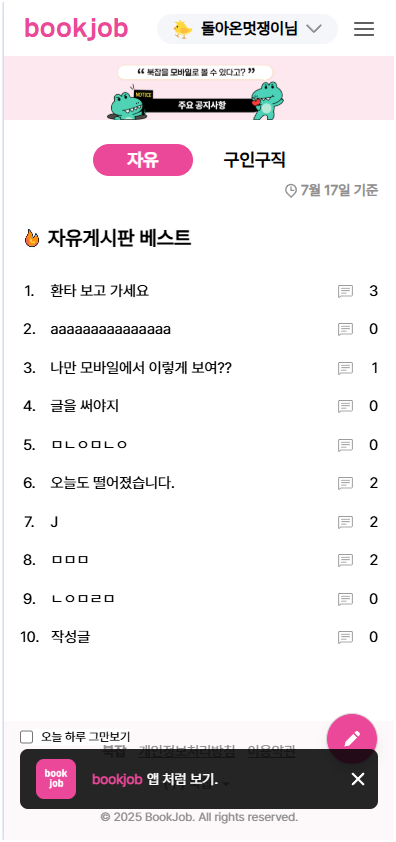 bookjob
돌아온멋쟁이님
❝ 북잡을 모바일로 볼 수 있다고? ❞
NOTICE
주요 공지사항
자유 구인구직
7월 17일 기준
자유게시판 베스트
1. 환타 보고 가세요 3
2. aaaaaaaaaaaaaaa 0
3. 나만 모바일에서 이렇게 보여?? 1
4. 글을 써야지 0
5. ㅁㄴㅇㅁㄴㅇ 0
6. 오늘도 떨어졌습니다. 2
7. J 2
8. ㅁㅁㅁ 2
9. ㄴㅇㅁㄹㅁ 0
10. 작성글 0
오늘 하루 그만보기
북잡 개인정보처리방침 이용약관
book
job
bookjob 앱 처럼 보기.
© 2025 BookJob. All rights reserved.